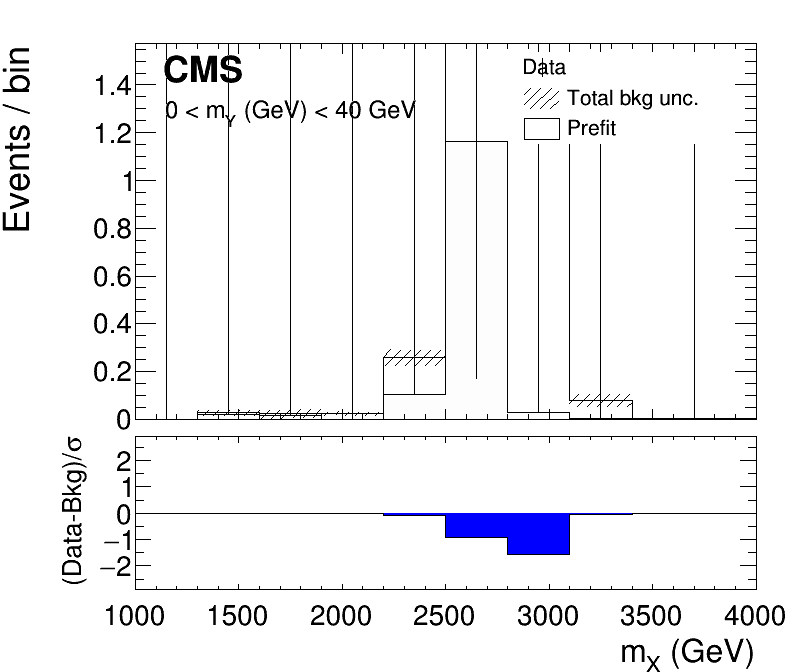 CMS
0 < mY (GeV) < 40 GeV
Data
Total bkg unc.
Prefit
Events / bin
1.4
1.2
1
0.8
0.6
0.4
0.2
0
(Data-Bkg)/σ
2
1
0
−1
−2
1000 1500 2000 2500 3000 3500 4000
mX (GeV)